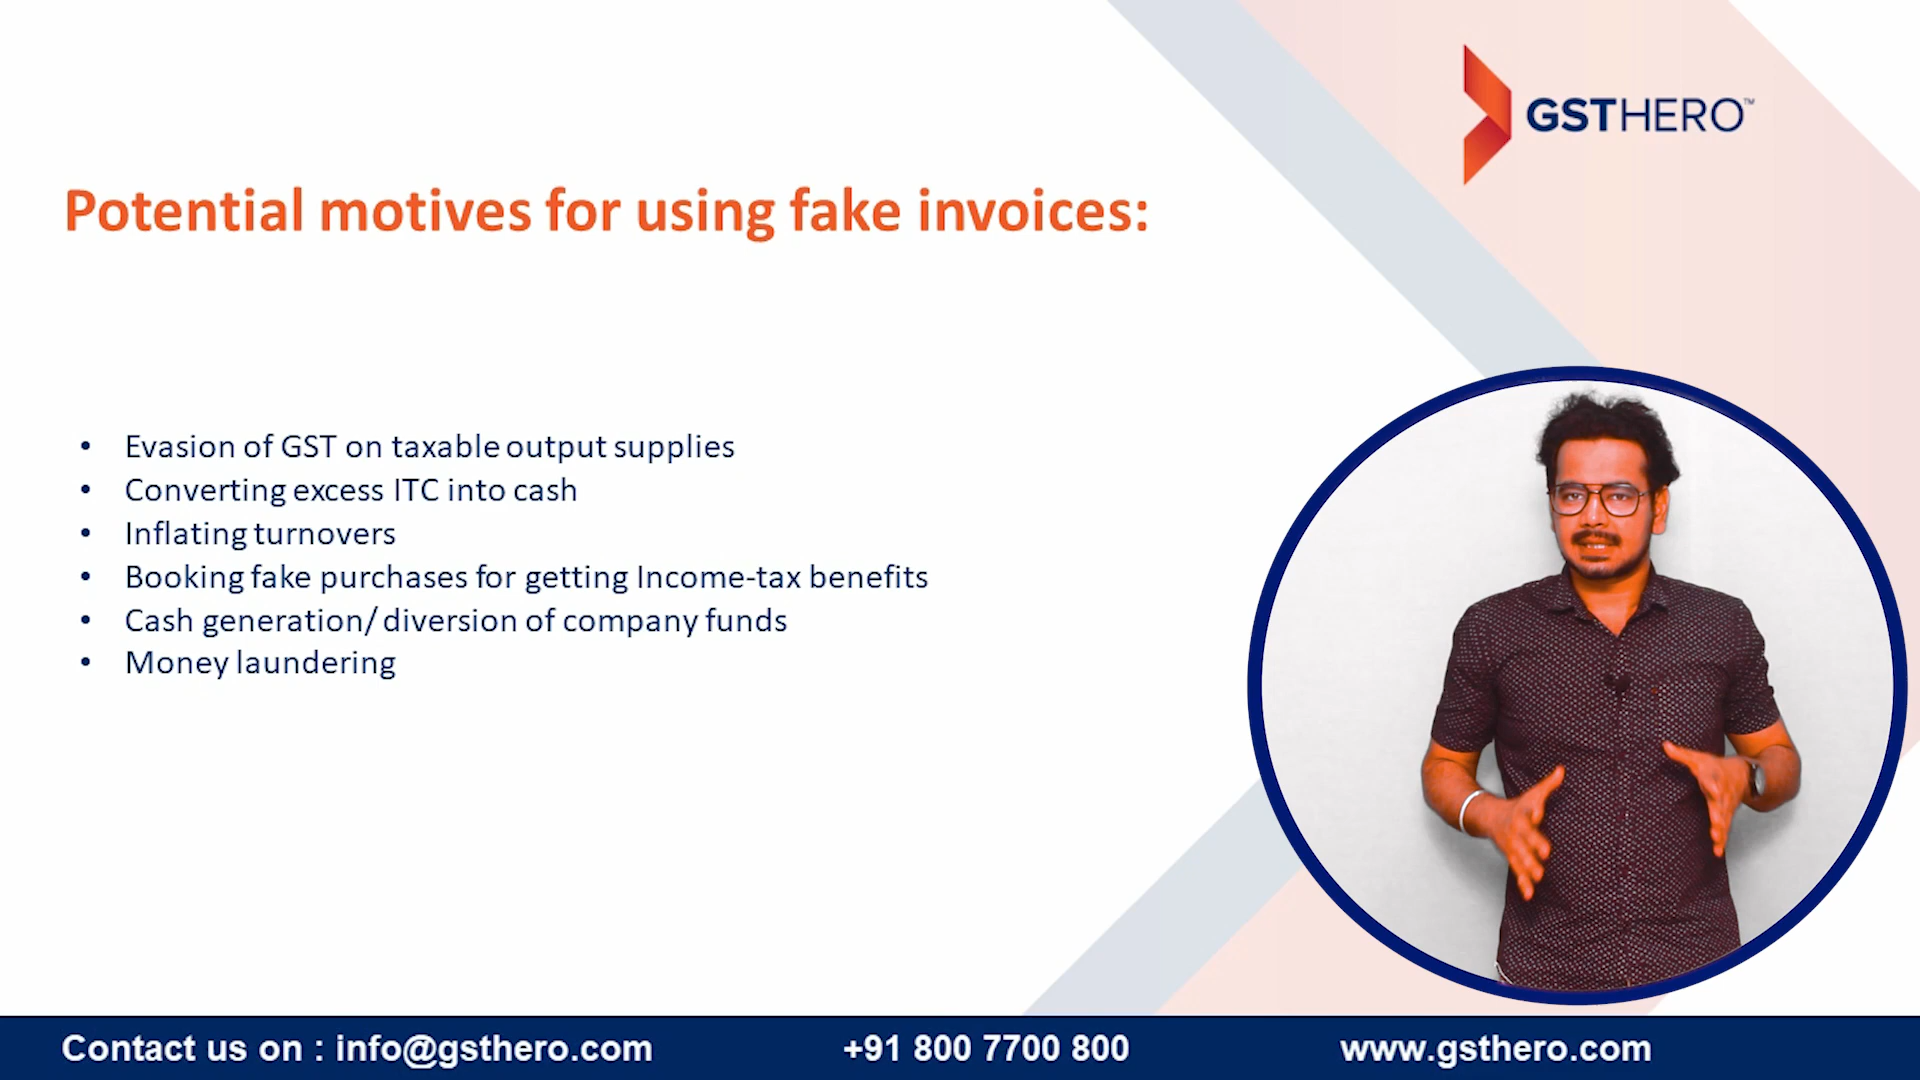 GSTHERO™
Potential motives for using fake invoices:
• Evasion of GST on taxable output supplies
• Converting excess ITC into cash
• Inflating turnovers
• Booking fake purchases for getting Income-tax benefits
• Cash generation/ diversion of company funds
• Money laundering
Contact us on : info@gsthero.com +91 800 7700 800 www.gsthero.com